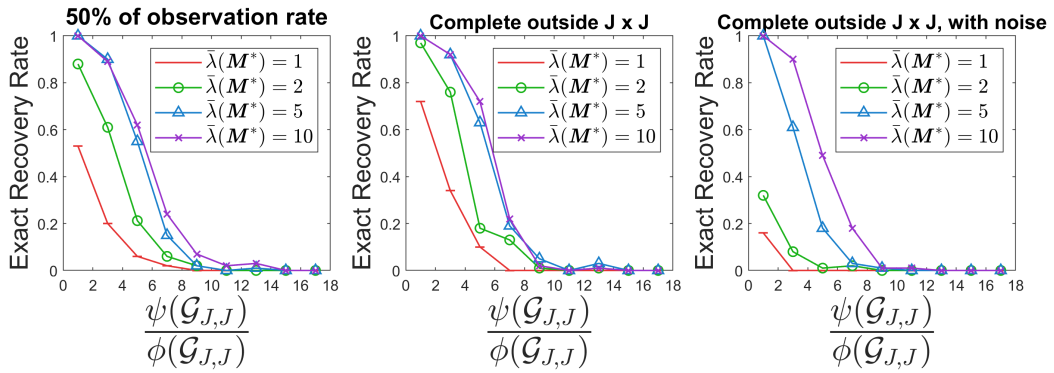 50% of observation rate
Exact Recovery Rate
1
0.8
0.6
0.4
0.2
0
0 2 4 6 8 10 12 14 16 18
λ̄(M*) = 1
λ̄(M*) = 2
λ̄(M*) = 5
λ̄(M*) = 10
ψ(𝒢_{J,J})
ϕ(𝒢_{J,J})
Complete outside J x J
Exact Recovery Rate
1
0.8
0.6
0.4
0.2
0
0 2 4 6 8 10 12 14 16 18
λ̄(M*) = 1
λ̄(M*) = 2
λ̄(M*) = 5
λ̄(M*) = 10
ψ(𝒢_{J,J})
ϕ(𝒢_{J,J})
Complete outside J x J, with noise
Exact Recovery Rate
1
0.8
0.6
0.4
0.2
0
0 2 4 6 8 10 12 14 16 18
λ̄(M*) = 1
λ̄(M*) = 2
λ̄(M*) = 5
λ̄(M*) = 10
ψ(𝒢_{J,J})
ϕ(𝒢_{J,J})